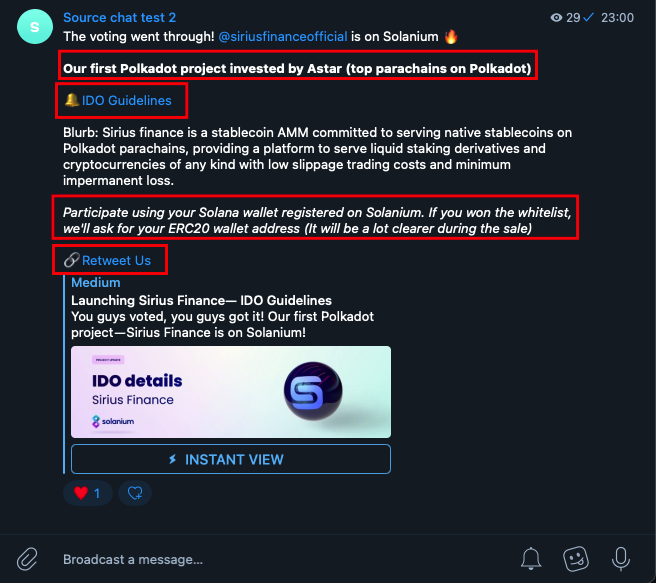 S
Source chat test 2
29 23:00
The voting went through! @siriusfinanceofficial is on Solanium 🔥
Our first Polkadot project invested by Astar (top parachains on Polkadot)
🔔IDO Guidelines
Blurb: Sirius finance is a stablecoin AMM committed to serving native stablecoins on
Polkadot parachains, providing a platform to serve liquid staking derivatives and
cryptocurrencies of any kind with low slippage trading costs and minimum
impermanent loss.
Participate using your Solana wallet registered on Solanium. If you won the whitelist,
we'll ask for your ERC20 wallet address (It will be a lot clearer during the sale)
🔗Retweet Us
Medium
Launching Sirius Finance— IDO Guidelines
You guys voted, you guys got it! Our first Polkadot
project—Sirius Finance is on Solanium!
PROJECT UPDATE
IDO details
Sirius Finance
solanium
INSTANT VIEW
❤️ 1
Broadcast a message...